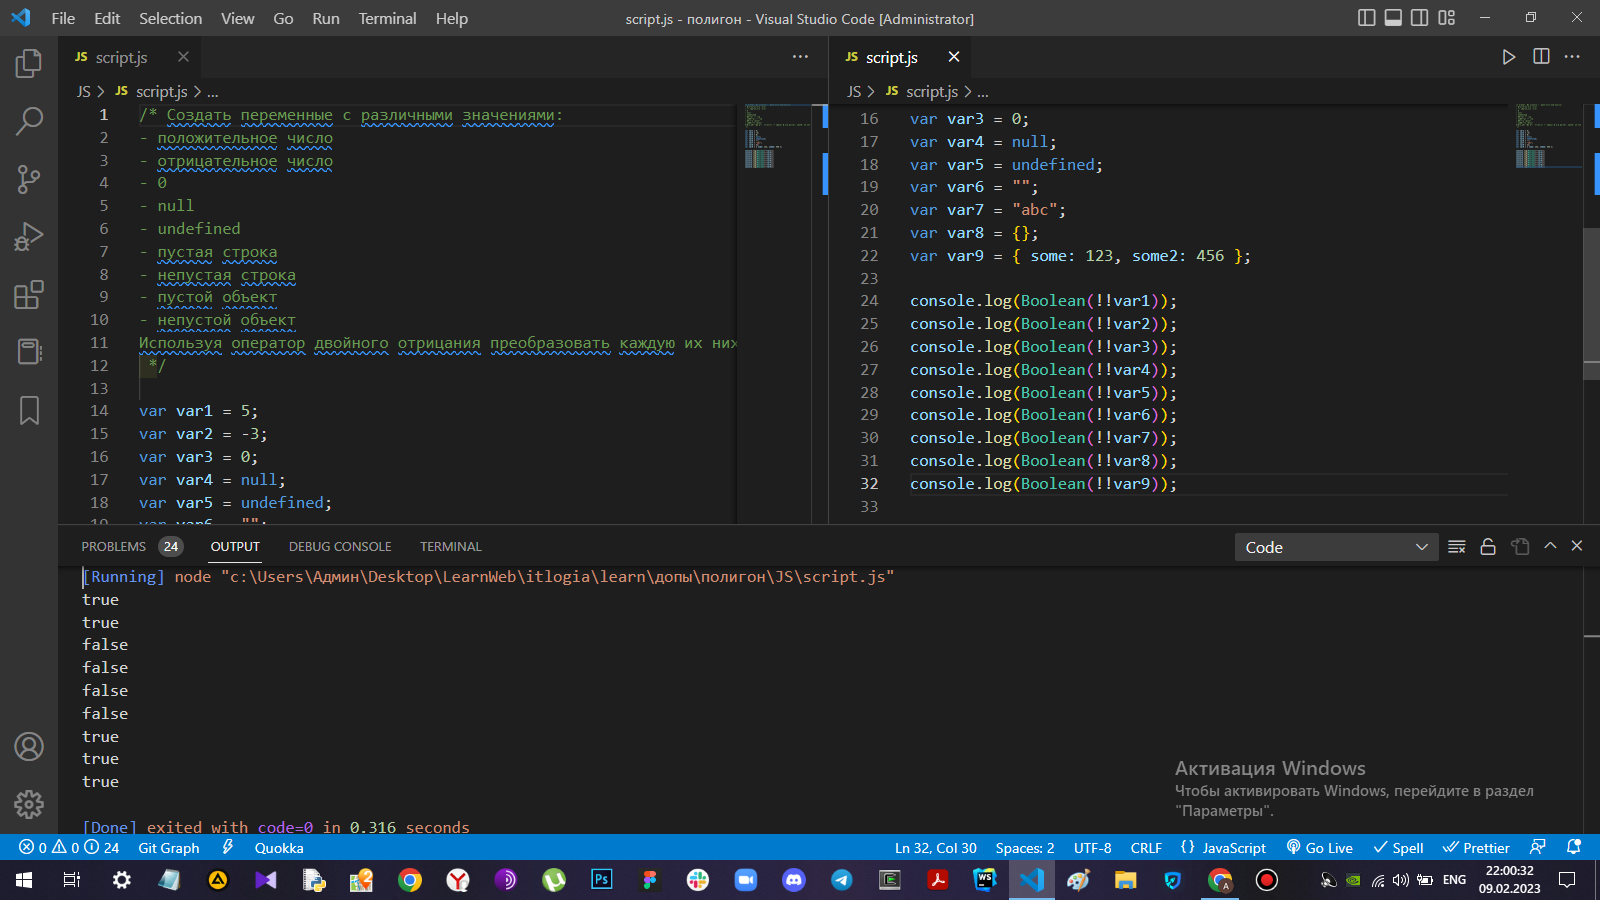 File Edit Selection View Go Run Terminal Help
script.js - полигон - Visual Studio Code [Administrator]
JS script.js
JS > JS script.js > ...
1 /* Создать переменные с различными значениями:
2 - положительное число
3 - отрицательное число
4 - 0
5 - null
6 - undefined
7 - пустая строка
8 - непустая строка
9 - пустой объект
10 - непустой объект
11 Используя оператор двойного отрицания преобразовать каждую их них
12 */
13
14 var var1 = 5;
15 var var2 = -3;
16 var var3 = 0;
17 var var4 = null;
18 var var5 = undefined;
19 var var6 = "";
JS script.js
JS > JS script.js > ...
16 var var3 = 0;
17 var var4 = null;
18 var var5 = undefined;
19 var var6 = "";
20 var var7 = "abc";
21 var var8 = {};
22 var var9 = { some: 123, some2: 456 };
23
24 console.log(Boolean(!!var1));
25 console.log(Boolean(!!var2));
26 console.log(Boolean(!!var3));
27 console.log(Boolean(!!var4));
28 console.log(Boolean(!!var5));
29 console.log(Boolean(!!var6));
30 console.log(Boolean(!!var7));
31 console.log(Boolean(!!var8));
32 console.log(Boolean(!!var9));
33
PROBLEMS 24 OUTPUT DEBUG CONSOLE TERMINAL
Code
[Running] node "c:\Users\Админ\Desktop\LearnWeb\itlogia\learn\допы\полигон\JS\script.js"
true
true
false
false
false
false
true
true
true
[Done] exited with code=0 in 0.316 seconds
Активация Windows
Чтобы активировать Windows, перейдите в раздел
"Параметры".
0 0 24 Git Graph Quokka
Ln 32, Col 30 Spaces: 2 UTF-8 CRLF {} JavaScript Go Live Spell Prettier
Ps WS A
ENG
22:00:32
09.02.2023